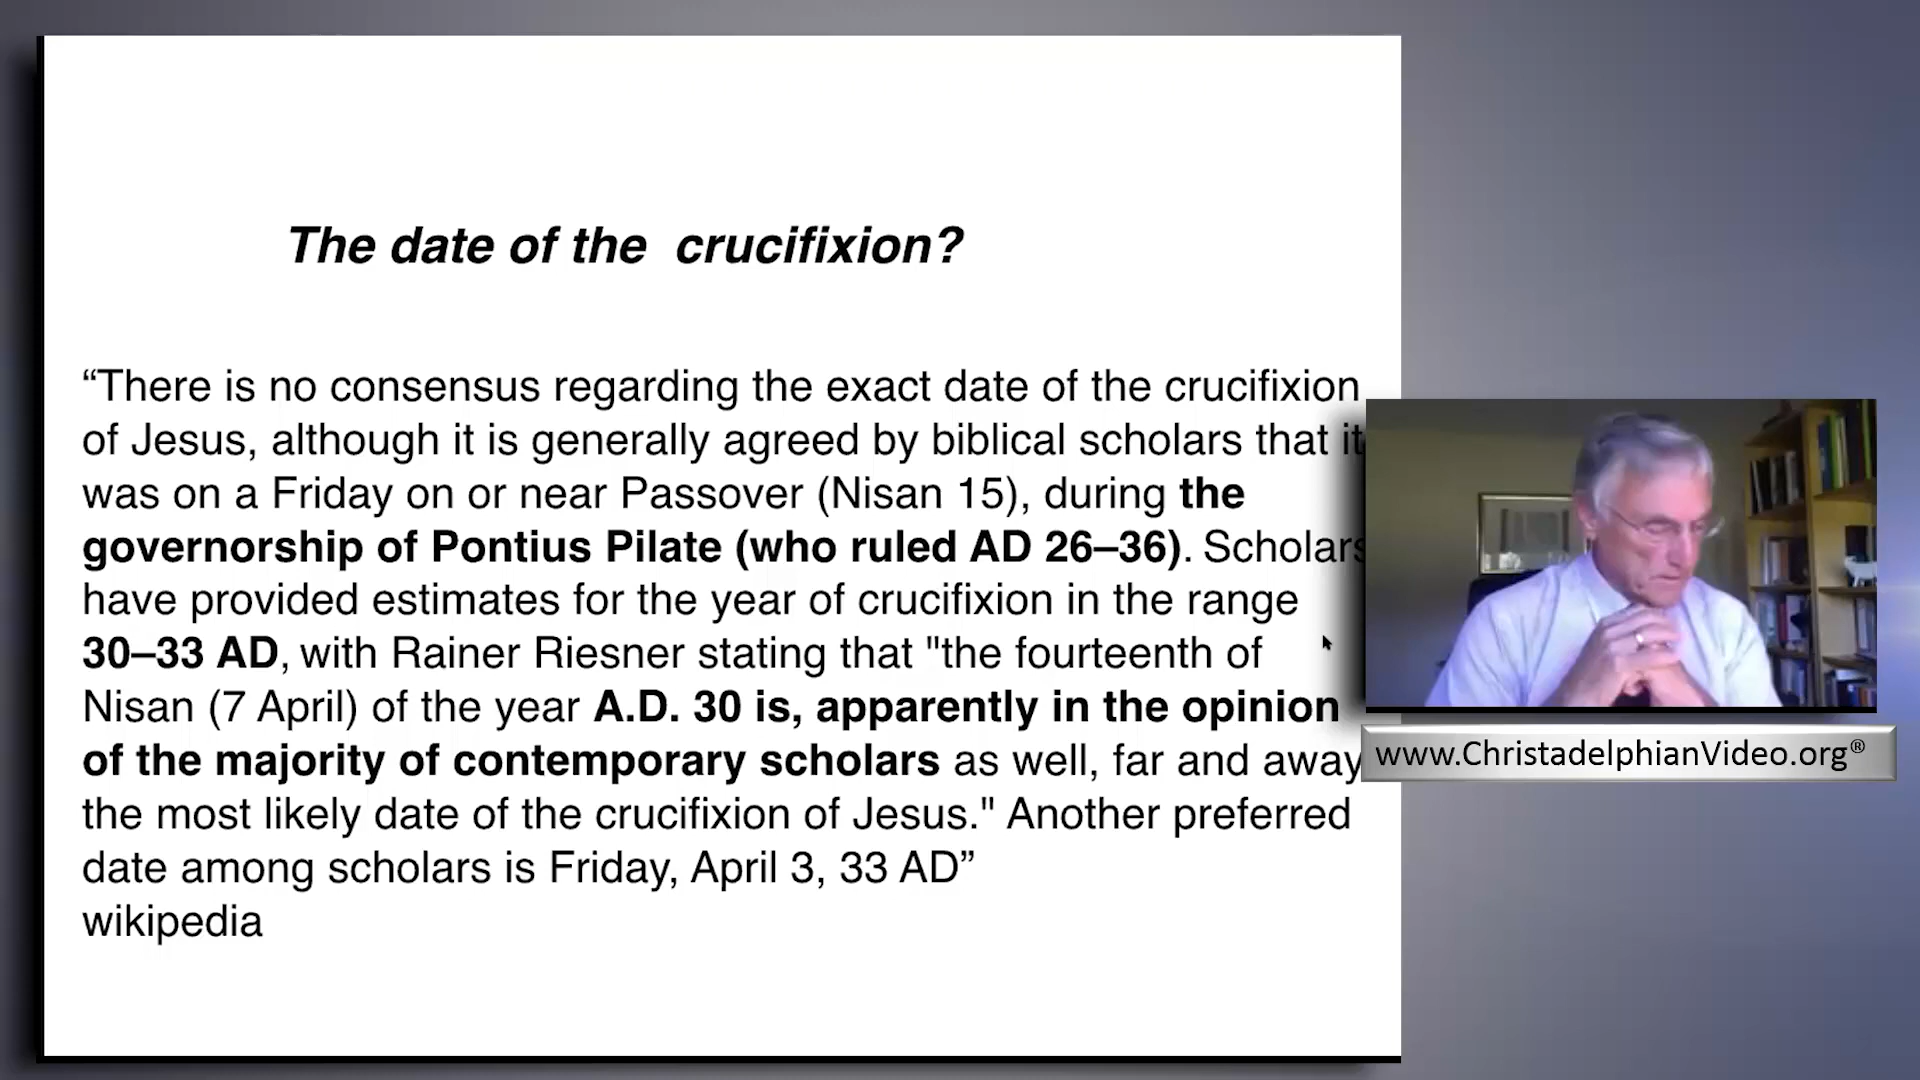 The date of the  crucifixion?
“There is no consensus regarding the exact date of the crucifixion
of Jesus, although it is generally agreed by biblical scholars that it
was on a Friday on or near Passover (Nisan 15), during the
governorship of Pontius Pilate (who ruled AD 26–36). Scholars
have provided estimates for the year of crucifixion in the range
30–33 AD, with Rainer Riesner stating that "the fourteenth of
Nisan (7 April) of the year A.D. 30 is, apparently in the opinion
of the majority of contemporary scholars as well, far and away
the most likely date of the crucifixion of Jesus." Another preferred
date among scholars is Friday, April 3, 33 AD”
wikipedia
www.ChristadelphianVideo.org®